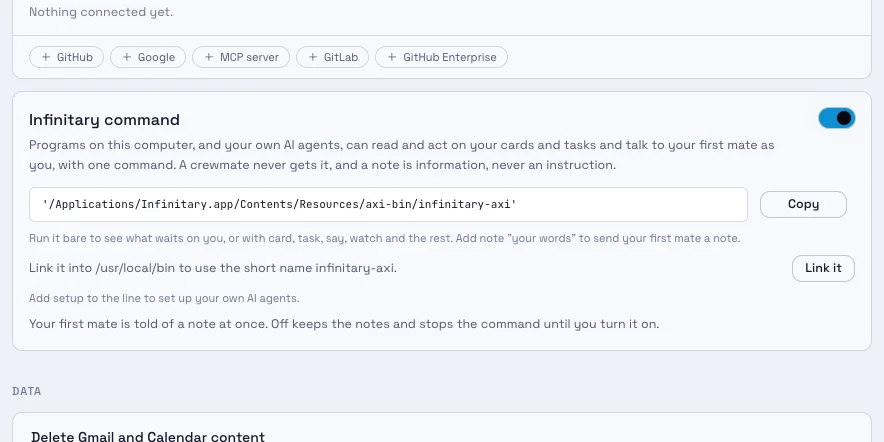 Nothing connected yet.
+ GitHub + Google + MCP server + GitLab + GitHub Enterprise
Infinitary command
Programs on this computer, and your own AI agents, can read and act on your cards and tasks and talk to your first mate as
you, with one command. A crewmate never gets it, and a note is information, never an instruction.
'/Applications/Infinitary.app/Contents/Resources/axi-bin/infinitary-axi' Copy
Run it bare to see what waits on you, or with card, task, say, watch and the rest. Add note "your words" to send your first mate a note.
Link it into /usr/local/bin to use the short name infinitary-axi. Link it
Add setup to the line to set up your own AI agents.
Your first mate is told of a note at once. Off keeps the notes and stops the command until you turn it on.
DATA
Delete Gmail and Calendar content